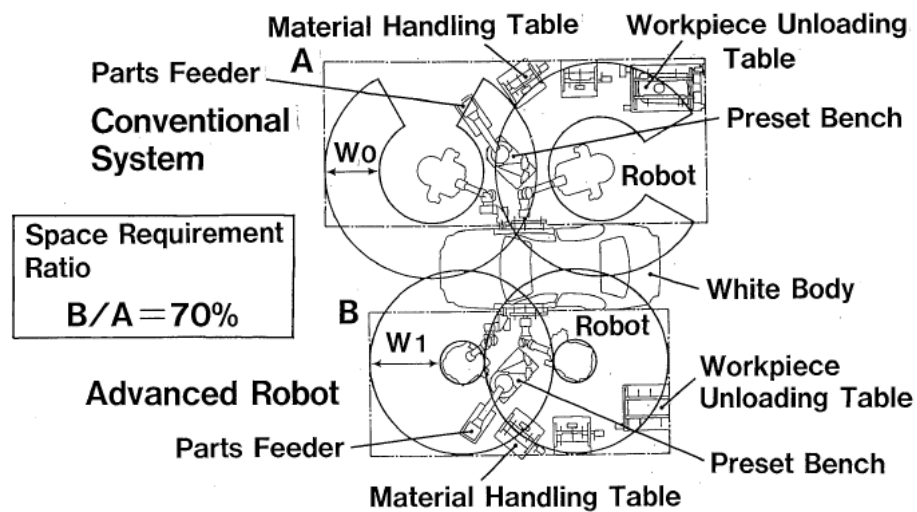 Material Handling Table
Workpiece Unloading
Table
A
Parts Feeder
Conventional
System
Preset Bench
W0
Robot
Space Requirement
Ratio
B/A=70%
White Body
B
Robot
W1
Advanced Robot
Workpiece
Unloading Table
Parts Feeder
Preset Bench
Material Handling Table